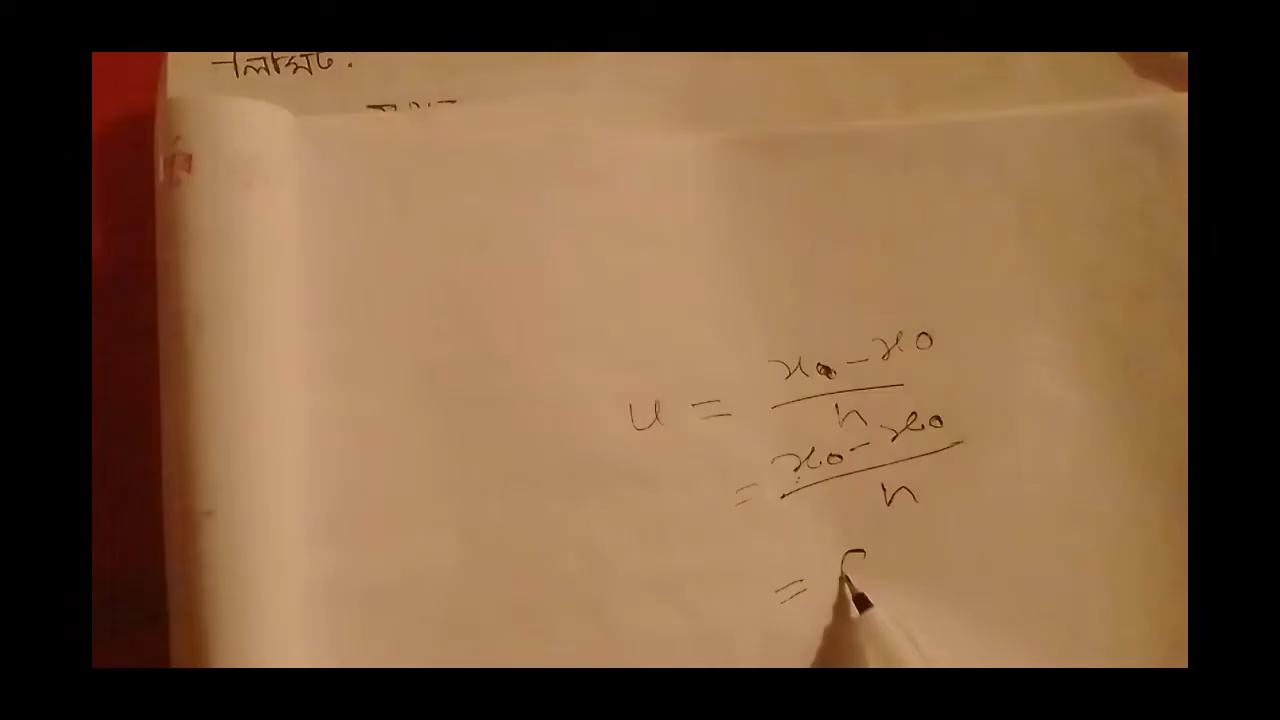 u = x₀ - x₀ / n
= x₀ - x₀ / n
=